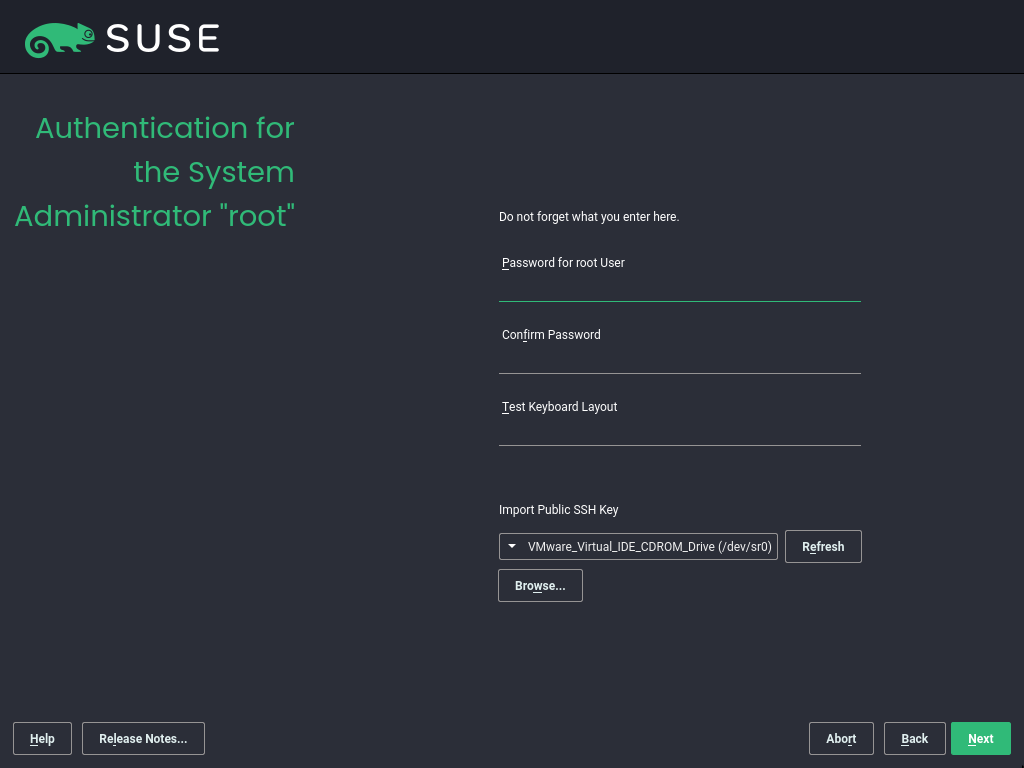 SUSE
Authentication for
the System
Administrator "root"
Do not forget what you enter here.
Password for root User
Confirm Password
Test Keyboard Layout
Import Public SSH Key
VMware_Virtual_IDE_CDROM_Drive (/dev/sr0) Refresh
Browse...
Help Release Notes... Abort Back Next